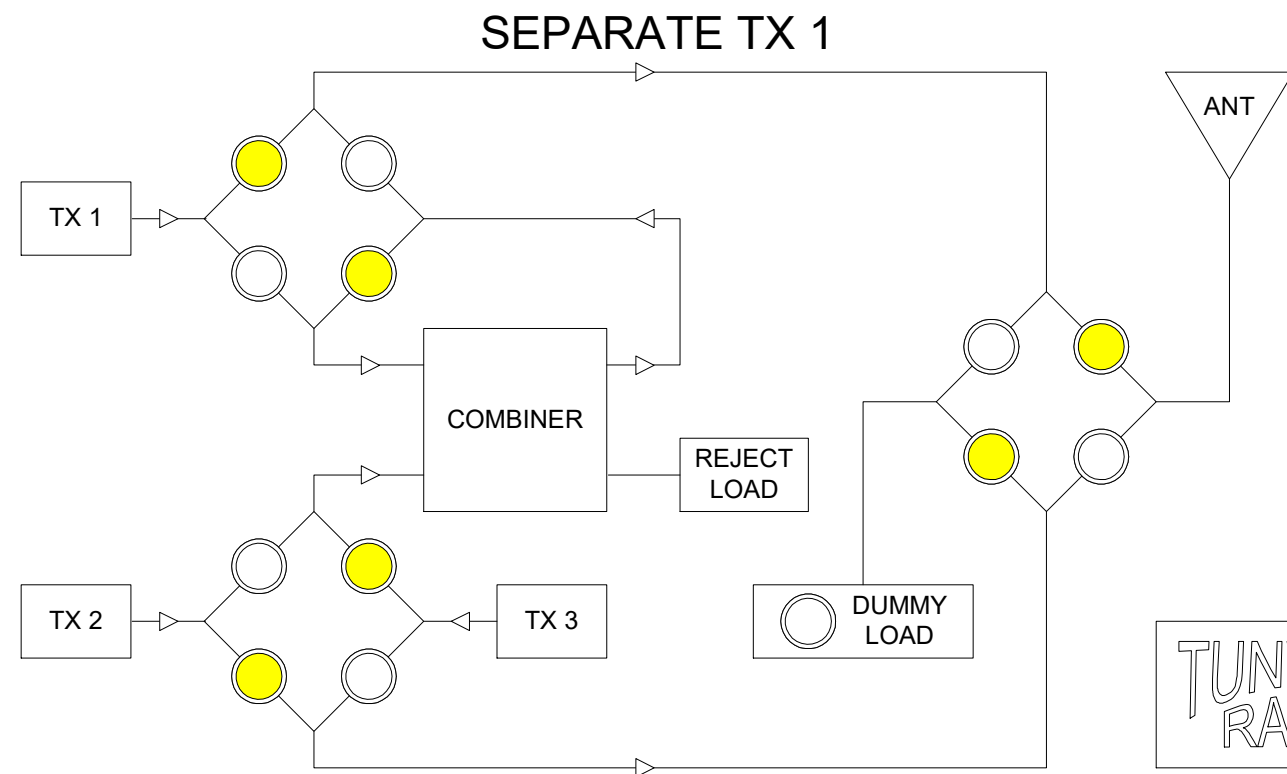 SEPARATE TX 1
ANT
TX 1
COMBINER
REJECT
LOAD
TX 2
TX 3
DUMMY
LOAD